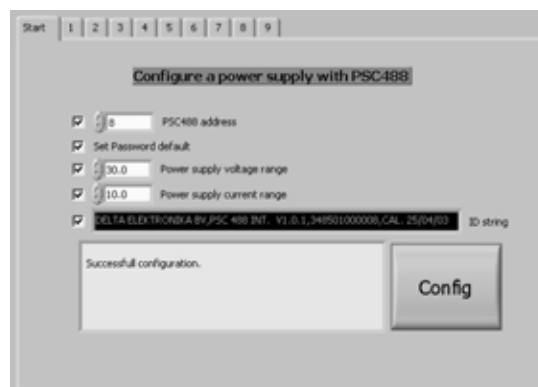 Start 1 2 3 4 5 6 7 8 9
Configure a power supply with PSC488
8 PSC488 address
Set Password default
30.0 Power supply voltage range
10.0 Power supply current range
DELTA ELEKTRONIKA BV,PSC 488 INT. V1.0.1,348501000008,CAL. 25/04/03 ID string
Successfull configuration.
Config